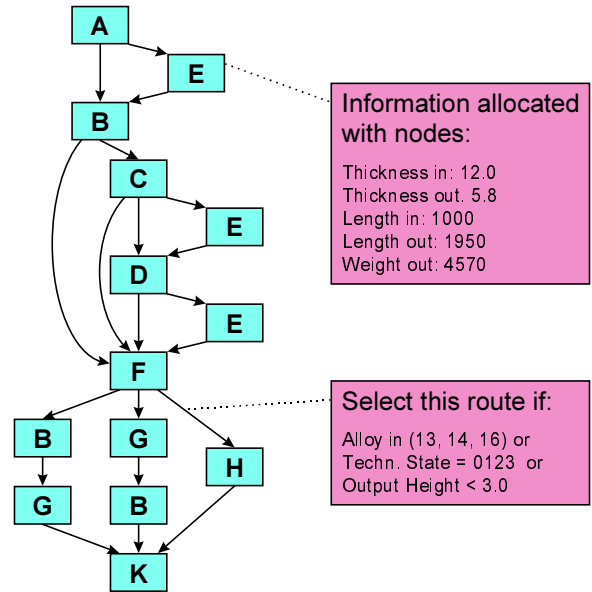 A
E
Information allocated
with nodes:
Thickness in: 12.0
Thickness out. 5.8
Length in: 1000
Length out: 1950
Weight out: 4570
B
C
E
D
E
F
Select this route if:
Alloy in (13, 14, 16) or
Techn. State = 0123 or
Output Height < 3.0
B
G
H
G
B
K